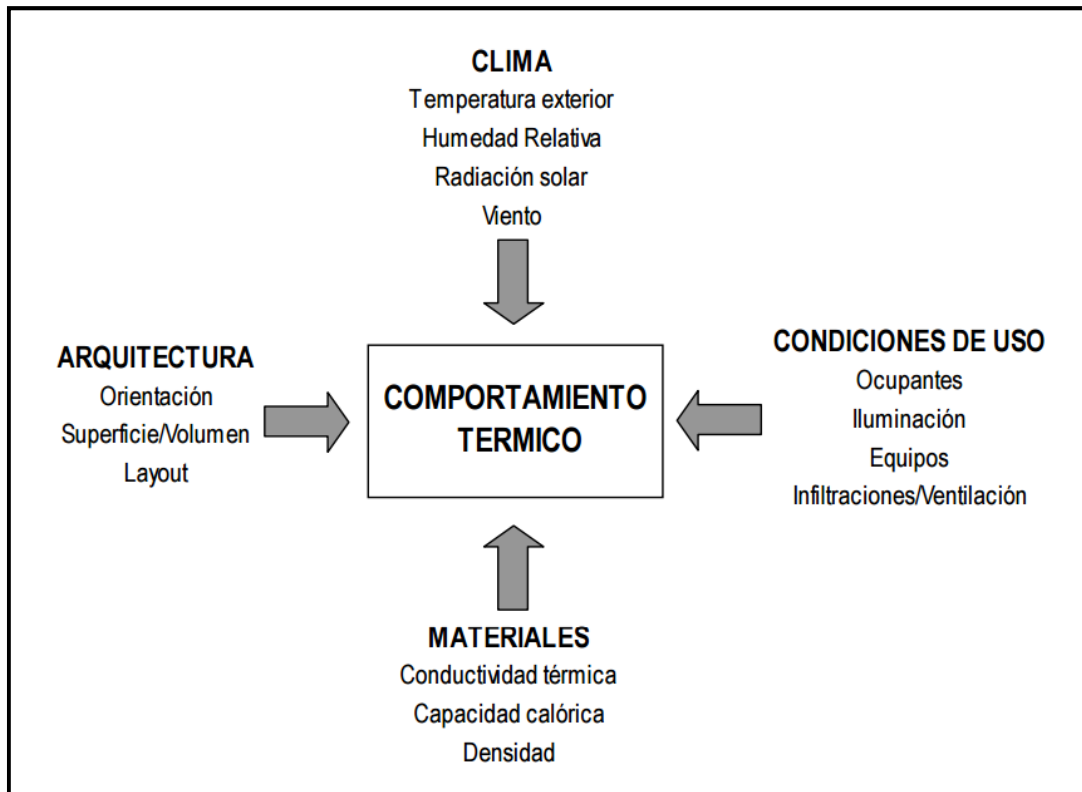 CLIMA
Temperatura exterior
Humedad Relativa
Radiación solar
Viento
ARQUITECTURA
Orientación
Superficie/Volumen
Layout
COMPORTAMIENTO
TERMICO
CONDICIONES DE USO
Ocupantes
Iluminación
Equipos
Infiltraciones/Ventilación
MATERIALES
Conductividad térmica
Capacidad calórica
Densidad